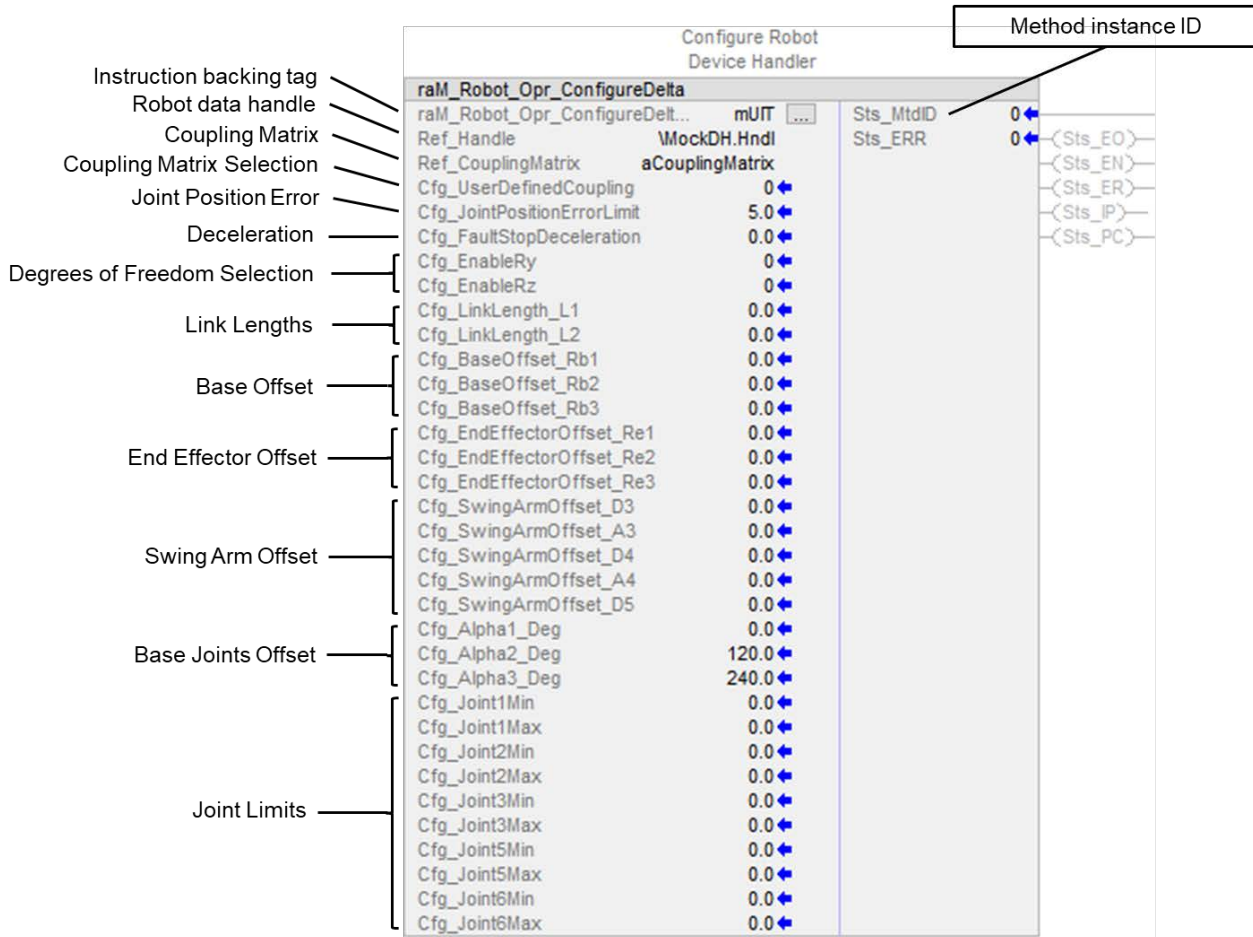 Method instance ID
Configure Robot
Device Handler
Instruction backing tag
Robot data handle
Coupling Matrix
Coupling Matrix Selection
Joint Position Error
Deceleration
Degrees of Freedom Selection
Link Lengths
Base Offset
End Effector Offset
Swing Arm Offset
Base Joints Offset
Joint Limits
raM_Robot_Opr_ConfigureDelta
raM_Robot_Opr_ConfigureDelt... mUIT ...
Ref_Handle \MockDH.Hndl
Ref_CouplingMatrix aCouplingMatrix
Cfg_UserDefinedCoupling 0
Cfg_JointPositionErrorLimit 5.0
Cfg_FaultStopDeceleration 0.0
Cfg_EnableRy 0
Cfg_EnableRz 0
Cfg_LinkLength_L1 0.0
Cfg_LinkLength_L2 0.0
Cfg_BaseOffset_Rb1 0.0
Cfg_BaseOffset_Rb2 0.0
Cfg_BaseOffset_Rb3 0.0
Cfg_EndEffectorOffset_Re1 0.0
Cfg_EndEffectorOffset_Re2 0.0
Cfg_EndEffectorOffset_Re3 0.0
Cfg_SwingArmOffset_D3 0.0
Cfg_SwingArmOffset_A3 0.0
Cfg_SwingArmOffset_D4 0.0
Cfg_SwingArmOffset_A4 0.0
Cfg_SwingArmOffset_D5 0.0
Cfg_Alpha1_Deg 0.0
Cfg_Alpha2_Deg 120.0
Cfg_Alpha3_Deg 240.0
Cfg_Joint1Min 0.0
Cfg_Joint1Max 0.0
Cfg_Joint2Min 0.0
Cfg_Joint2Max 0.0
Cfg_Joint3Min 0.0
Cfg_Joint3Max 0.0
Cfg_Joint5Min 0.0
Cfg_Joint5Max 0.0
Cfg_Joint6Min 0.0
Cfg_Joint6Max 0.0
Sts_MtdID 0
Sts_ERR 0
(Sts_EO)
(Sts_EN)
(Sts_ER)
(Sts_IP)
(Sts_PC)